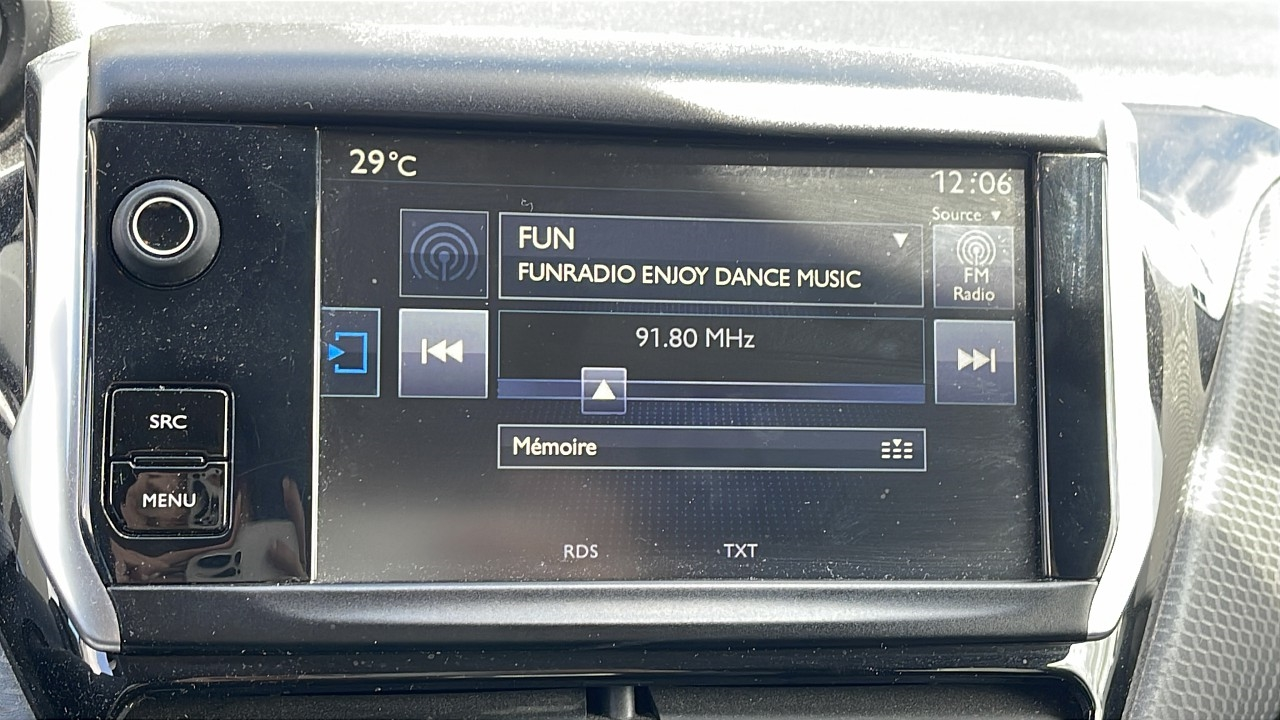 29°C
12:06
Source
FUN
FUNRADIO ENJOY DANCE MUSIC
FM
Radio
91.80 MHz
SRC
Mémoire
MENU
RDS
TXT